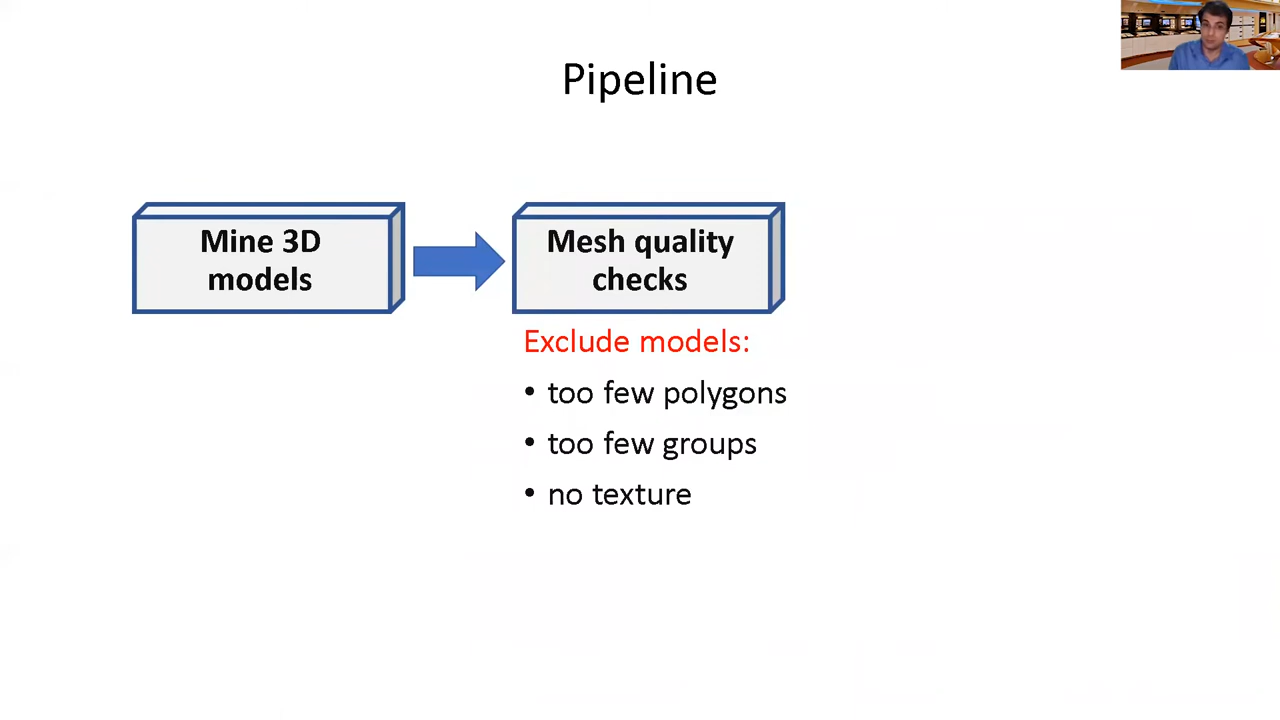 Pipeline
Mine 3D
models
Mesh quality
checks
Exclude models:
• too few polygons
• too few groups
• no texture